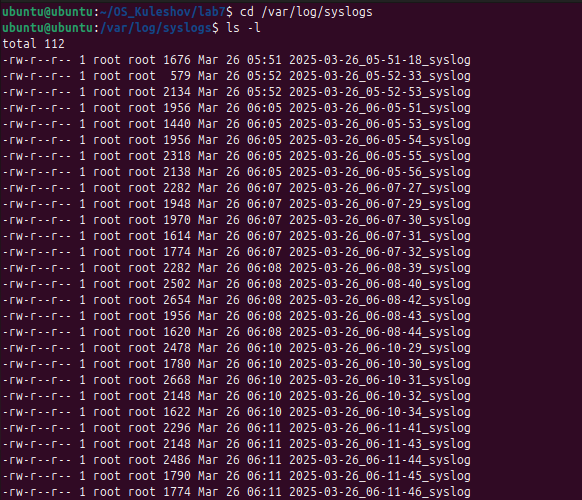 ubuntu@ubuntu:~/OS_Kuleshov/lab7$ cd /var/log/syslogs
ubuntu@ubuntu:/var/log/syslogs$ ls -l
total 112
-rw-r--r-- 1 root root 1676 Mar 26 05:51 2025-03-26_05-51-18_syslog
-rw-r--r-- 1 root root  579 Mar 26 05:52 2025-03-26_05-52-33_syslog
-rw-r--r-- 1 root root 2134 Mar 26 05:52 2025-03-26_05-52-53_syslog
-rw-r--r-- 1 root root 1956 Mar 26 06:05 2025-03-26_06-05-51_syslog
-rw-r--r-- 1 root root 1440 Mar 26 06:05 2025-03-26_06-05-53_syslog
-rw-r--r-- 1 root root 1956 Mar 26 06:05 2025-03-26_06-05-54_syslog
-rw-r--r-- 1 root root 2318 Mar 26 06:05 2025-03-26_06-05-55_syslog
-rw-r--r-- 1 root root 2138 Mar 26 06:05 2025-03-26_06-05-56_syslog
-rw-r--r-- 1 root root 2282 Mar 26 06:07 2025-03-26_06-07-27_syslog
-rw-r--r-- 1 root root 1948 Mar 26 06:07 2025-03-26_06-07-29_syslog
-rw-r--r-- 1 root root 1970 Mar 26 06:07 2025-03-26_06-07-30_syslog
-rw-r--r-- 1 root root 1614 Mar 26 06:07 2025-03-26_06-07-31_syslog
-rw-r--r-- 1 root root 1774 Mar 26 06:07 2025-03-26_06-07-32_syslog
-rw-r--r-- 1 root root 2282 Mar 26 06:08 2025-03-26_06-08-39_syslog
-rw-r--r-- 1 root root 2502 Mar 26 06:08 2025-03-26_06-08-40_syslog
-rw-r--r-- 1 root root 2654 Mar 26 06:08 2025-03-26_06-08-42_syslog
-rw-r--r-- 1 root root 1956 Mar 26 06:08 2025-03-26_06-08-43_syslog
-rw-r--r-- 1 root root 1620 Mar 26 06:08 2025-03-26_06-08-44_syslog
-rw-r--r-- 1 root root 2478 Mar 26 06:10 2025-03-26_06-10-29_syslog
-rw-r--r-- 1 root root 1780 Mar 26 06:10 2025-03-26_06-10-30_syslog
-rw-r--r-- 1 root root 2668 Mar 26 06:10 2025-03-26_06-10-31_syslog
-rw-r--r-- 1 root root 2148 Mar 26 06:10 2025-03-26_06-10-32_syslog
-rw-r--r-- 1 root root 1622 Mar 26 06:10 2025-03-26_06-10-34_syslog
-rw-r--r-- 1 root root 2296 Mar 26 06:11 2025-03-26_06-11-41_syslog
-rw-r--r-- 1 root root 2148 Mar 26 06:11 2025-03-26_06-11-43_syslog
-rw-r--r-- 1 root root 2486 Mar 26 06:11 2025-03-26_06-11-44_syslog
-rw-r--r-- 1 root root 1790 Mar 26 06:11 2025-03-26_06-11-45_syslog
-rw-r--r-- 1 root root 1774 Mar 26 06:11 2025-03-26_06-11-46_syslog